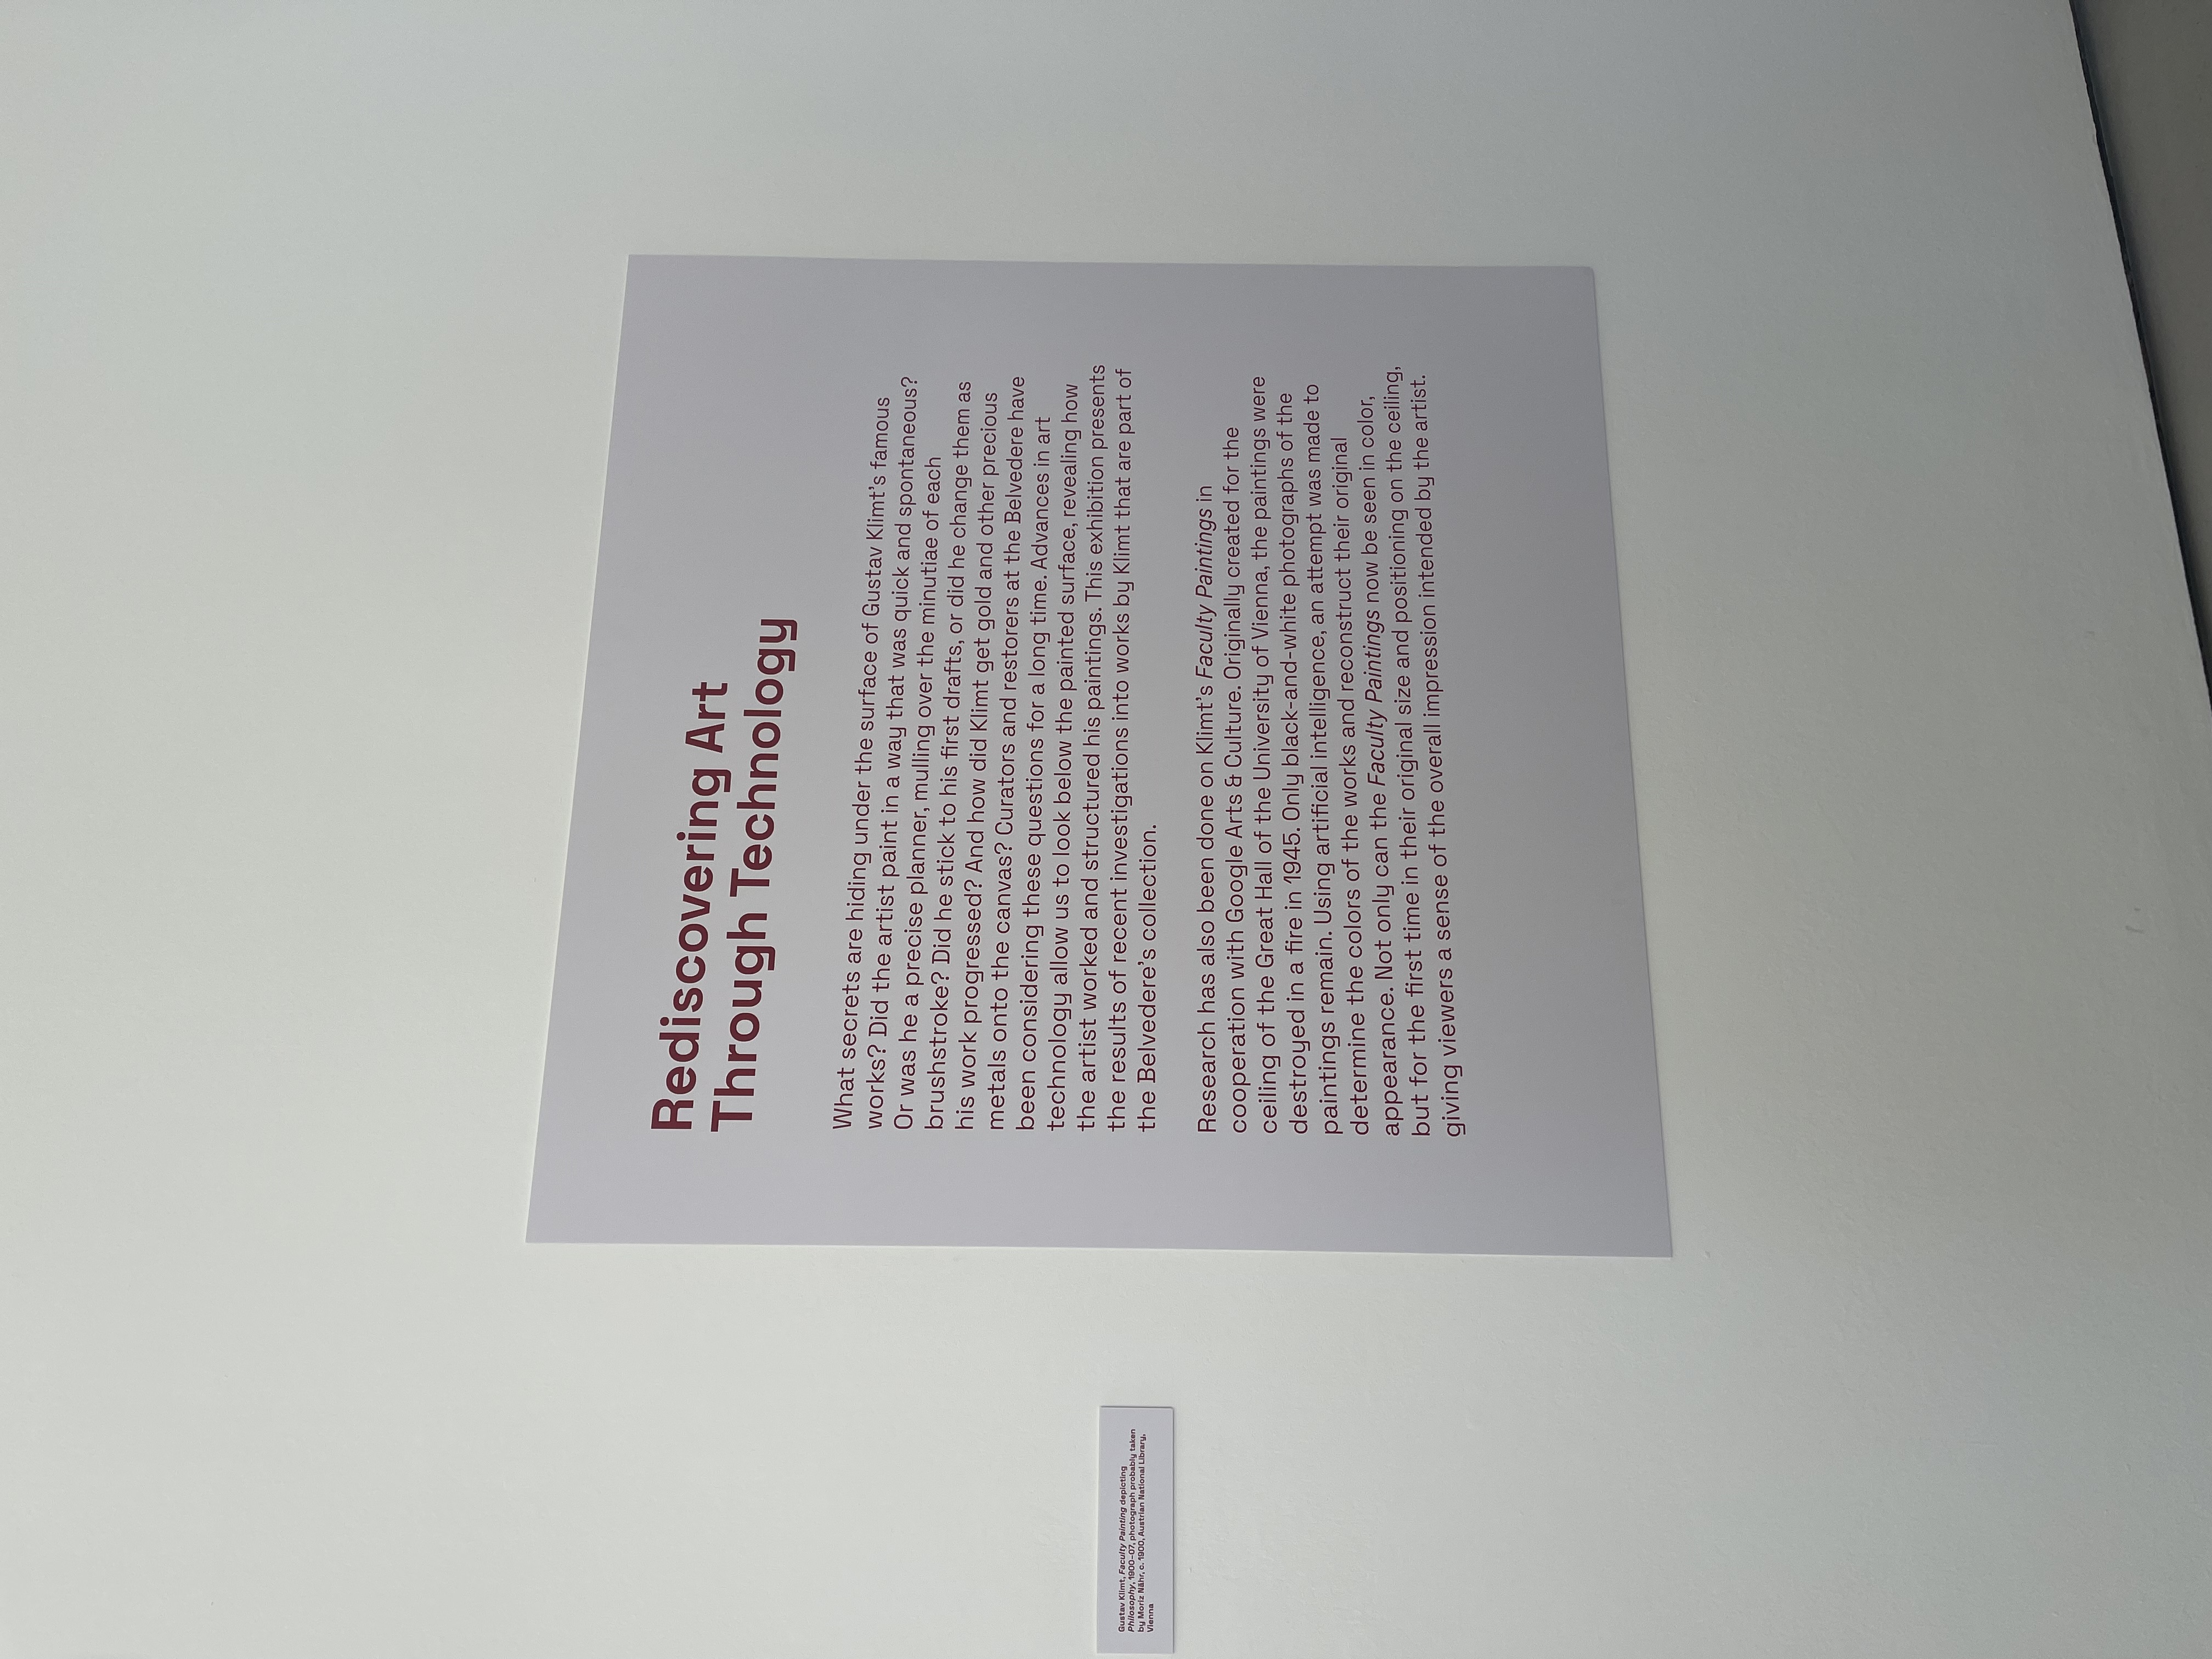 Rediscovering Art
Through Technology
What secrets are hiding under the surface of Gustav Klimt's famous
works? Did the artist paint in a way that was quick and spontaneous?
Or was he a precise planner, mulling over the minutiae of each
brushstroke? Did he stick to his first drafts, or did he change them as
his work progressed? And how did Klimt get gold and other precious
metals onto the canvas? Curators and restorers at the Belvedere have
been considering these questions for a long time. Advances in art
technology allow us to look below the painted surface, revealing how
the artist worked and structured his paintings. This exhibition presents
the results of recent investigations into works by Klimt that are part of
the Belvedere's collection.
Research has also been done on Klimt's Faculty Paintings in
cooperation with Google Arts & Culture. Originally created for the
ceiling of the Great Hall of the University of Vienna, the paintings were
destroyed in a fire in 1945. Only black-and-white photographs of the
paintings remain. Using artificial intelligence, an attempt was made to
determine the colors of the works and reconstruct their original
appearance. Not only can the Faculty Paintings now be seen in color,
but for the first time in their original size and positioning on the ceiling,
giving viewers a sense of the overall impression intended by the artist.
Gustav Klimt, Faculty Painting depicting
Philosophy, 1900–07, photograph probably taken
by Moriz Nähr, c. 1900, Austrian National Library,
Vienna